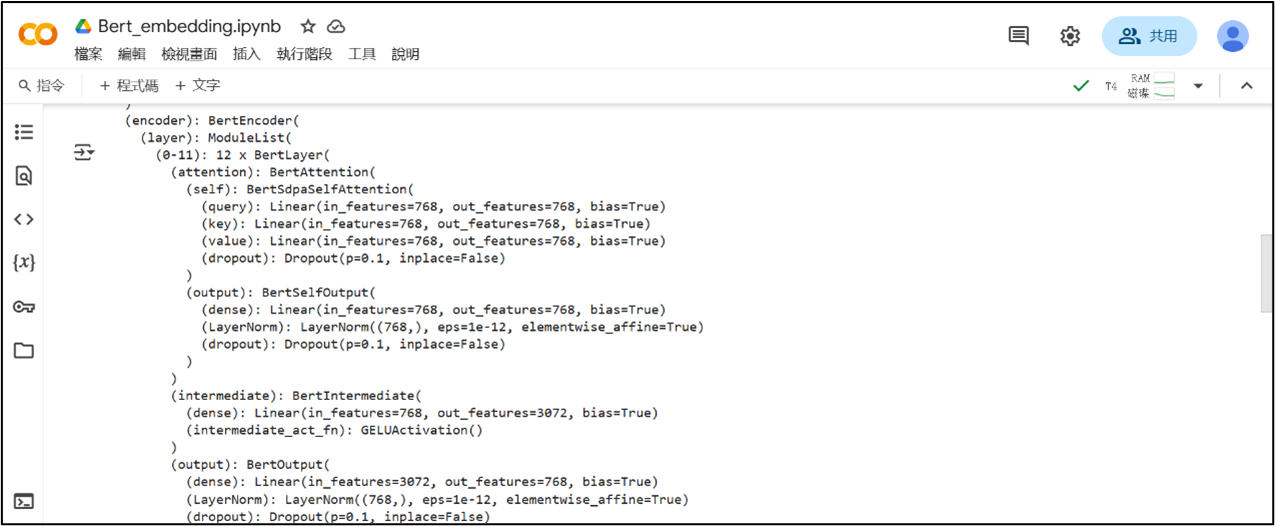 Bert_embedding.ipynb
檔案 編輯 檢視畫面 插入 執行階段 工具 說明
共用
指令 + 程式碼 + 文字
T4 RAM 磁碟
)
(encoder): BertEncoder(
(layer): ModuleList(
(0-11): 12 x BertLayer(
(attention): BertAttention(
(self): BertSdpaSelfAttention(
(query): Linear(in_features=768, out_features=768, bias=True)
(key): Linear(in_features=768, out_features=768, bias=True)
(value): Linear(in_features=768, out_features=768, bias=True)
(dropout): Dropout(p=0.1, inplace=False)
)
(output): BertSelfOutput(
(dense): Linear(in_features=768, out_features=768, bias=True)
(LayerNorm): LayerNorm((768,), eps=1e-12, elementwise_affine=True)
(dropout): Dropout(p=0.1, inplace=False)
)
)
(intermediate): BertIntermediate(
(dense): Linear(in_features=768, out_features=3072, bias=True)
(intermediate_act_fn): GELUActivation()
)
(output): BertOutput(
(dense): Linear(in_features=3072, out_features=768, bias=True)
(LayerNorm): LayerNorm((768,), eps=1e-12, elementwise_affine=True)
(dropout): Dropout(p=0.1, inplace=False)